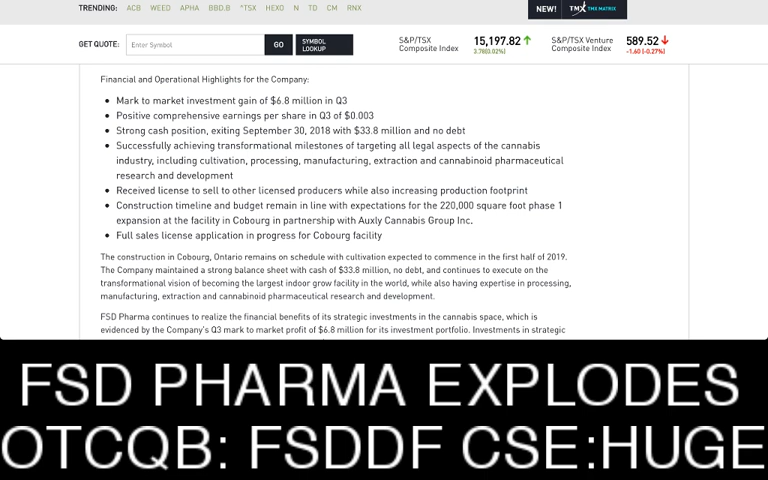 TRENDING: ACB WEED APHA BBD.B ^TSX HEXO N TD CM RNX
NEW! TMX TMX MATRIX
GET QUOTE: Enter Symbol GO SYMBOL LOOKUP
S&P/TSX Composite Index 15,197.82 3.78(0.02%)
S&P/TSX Venture Composite Index 589.52 -1.60 (-0.27%)
Financial and Operational Highlights for the Company:
• Mark to market investment gain of $6.8 million in Q3
• Positive comprehensive earnings per share in Q3 of $0.003
• Strong cash position, exiting September 30, 2018 with $33.8 million and no debt
• Successfully achieving transformational milestones of targeting all legal aspects of the cannabis
industry, including cultivation, processing, manufacturing, extraction and cannabinoid pharmaceutical
research and development
• Received license to sell to other licensed producers while also increasing production footprint
• Construction timeline and budget remain in line with expectations for the 220,000 square foot phase 1
expansion at the facility in Cobourg in partnership with Auxly Cannabis Group Inc.
• Full sales license application in progress for Cobourg facility
The construction in Cobourg, Ontario remains on schedule with cultivation expected to commence in the first half of 2019.
The Company maintained a strong balance sheet with cash of $33.8 million, no debt, and continues to execute on the
transformational vision of becoming the largest indoor grow facility in the world, while also having expertise in processing,
manufacturing, extraction and cannabinoid pharmaceutical research and development.
FSD Pharma continues to realize the financial benefits of its strategic investments in the cannabis space, which is
evidenced by the Company's Q3 mark to market profit of $6.8 million for its investment portfolio. Investments in strategic
FSD PHARMA EXPLODES
OTCQB: FSDDF CSE:HUGE